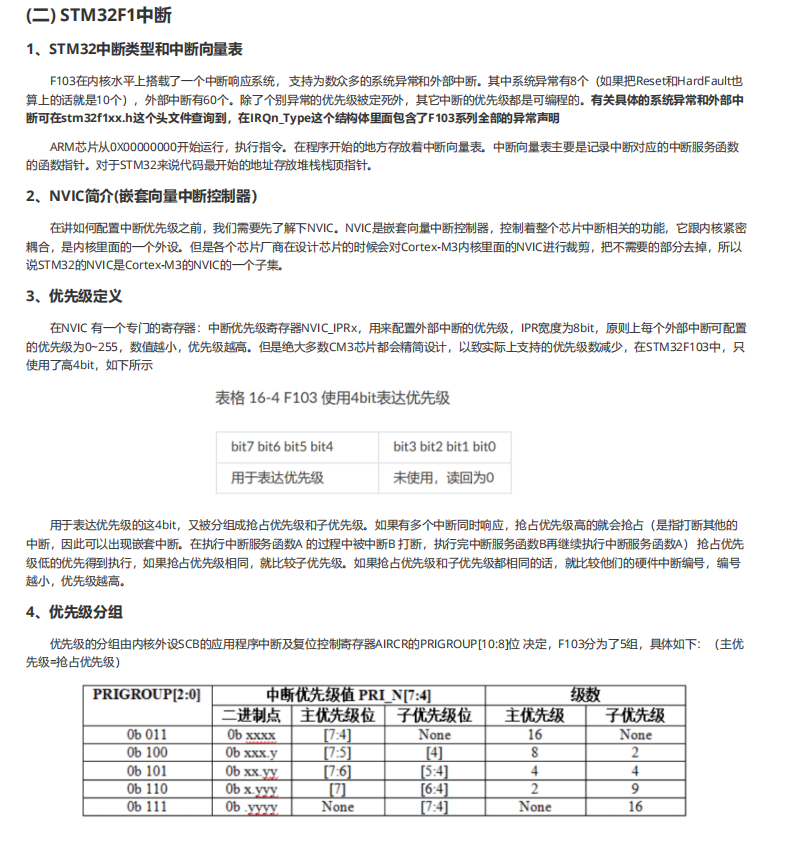 (二) STM32F1中断
1、STM32中断类型和中断向量表
F103在内核水平上搭载了一个中断响应系统， 支持为数众多的系统异常和外部中断。其中系统异常有8个（如果把Reset和HardFault也
算上的话就是10个），外部中断有60个。除了个别异常的优先级被定死外，其它中断的优先级都是可编程的。有关具体的系统异常和外部中
断可在stm32f1xx.h这个头文件查询到，在IRQn_Type这个结构体里面包含了F103系列全部的异常声明
ARM芯片从0X00000000开始运行，执行指令。在程序开始的地方存放着中断向量表。中断向量表主要是记录中断对应的中断服务函数
的函数指针。对于STM32来说代码最开始的地址存放堆栈栈顶指针。
2、NVIC简介(嵌套向量中断控制器）
在讲如何配置中断优先级之前，我们需要先了解下NVIC。NVIC是嵌套向量中断控制器，控制着整个芯片中断相关的功能，它跟内核紧密
耦合，是内核里面的一个外设。但是各个芯片厂商在设计芯片的时候会对Cortex-M3内核里面的NVIC进行裁剪，把不需要的部分去掉，所以
说STM32的NVIC是Cortex-M3的NVIC的一个子集。
3、优先级定义
在NVIC 有一个专门的寄存器：中断优先级寄存器NVIC_IPRx，用来配置外部中断的优先级，IPR宽度为8bit，原则上每个外部中断可配置
的优先级为0~255，数值越小，优先级越高。但是绝大多数CM3芯片都会精简设计，以致实际上支持的优先级数减少，在STM32F103中，只
使用了高4bit，如下所示
表格 16-4 F103 使用4bit表达优先级
bit7 bit6 bit5 bit4 bit3 bit2 bit1 bit0
用于表达优先级 未使用，读回为0
用于表达优先级的这4bit，又被分组成抢占优先级和子优先级。如果有多个中断同时响应，抢占优先级高的就会抢占（是指打断其他的
中断，因此可以出现嵌套中断。在执行中断服务函数A 的过程中被中断B 打断，执行完中断服务函数B再继续执行中断服务函数A） 抢占优先
级低的优先得到执行，如果抢占优先级相同，就比较子优先级。如果抢占优先级和子优先级都相同的话，就比较他们的硬件中断编号，编号
越小，优先级越高。
4、优先级分组
优先级的分组由内核外设SCB的应用程序中断及复位控制寄存器AIRCR的PRIGROUP[10:8]位 决定，F103分为了5组，具体如下：（主优
先级=抢占优先级）
PRIGROUP[2:0] 中断优先级值 PRI_N[7:4] 级数
二进制点 主优先级位 子优先级位 主优先级 子优先级
0b 011 0b xxxx [7:4] None 16 None
0b 100 0b xxx.y [7:5] [4] 8 2
0b 101 0b xx.yy [7:6] [5:4] 4 4
0b 110 0b x.yyy [7] [6:4] 2 9
0b 111 0b .yyyy None [7:4] None 16